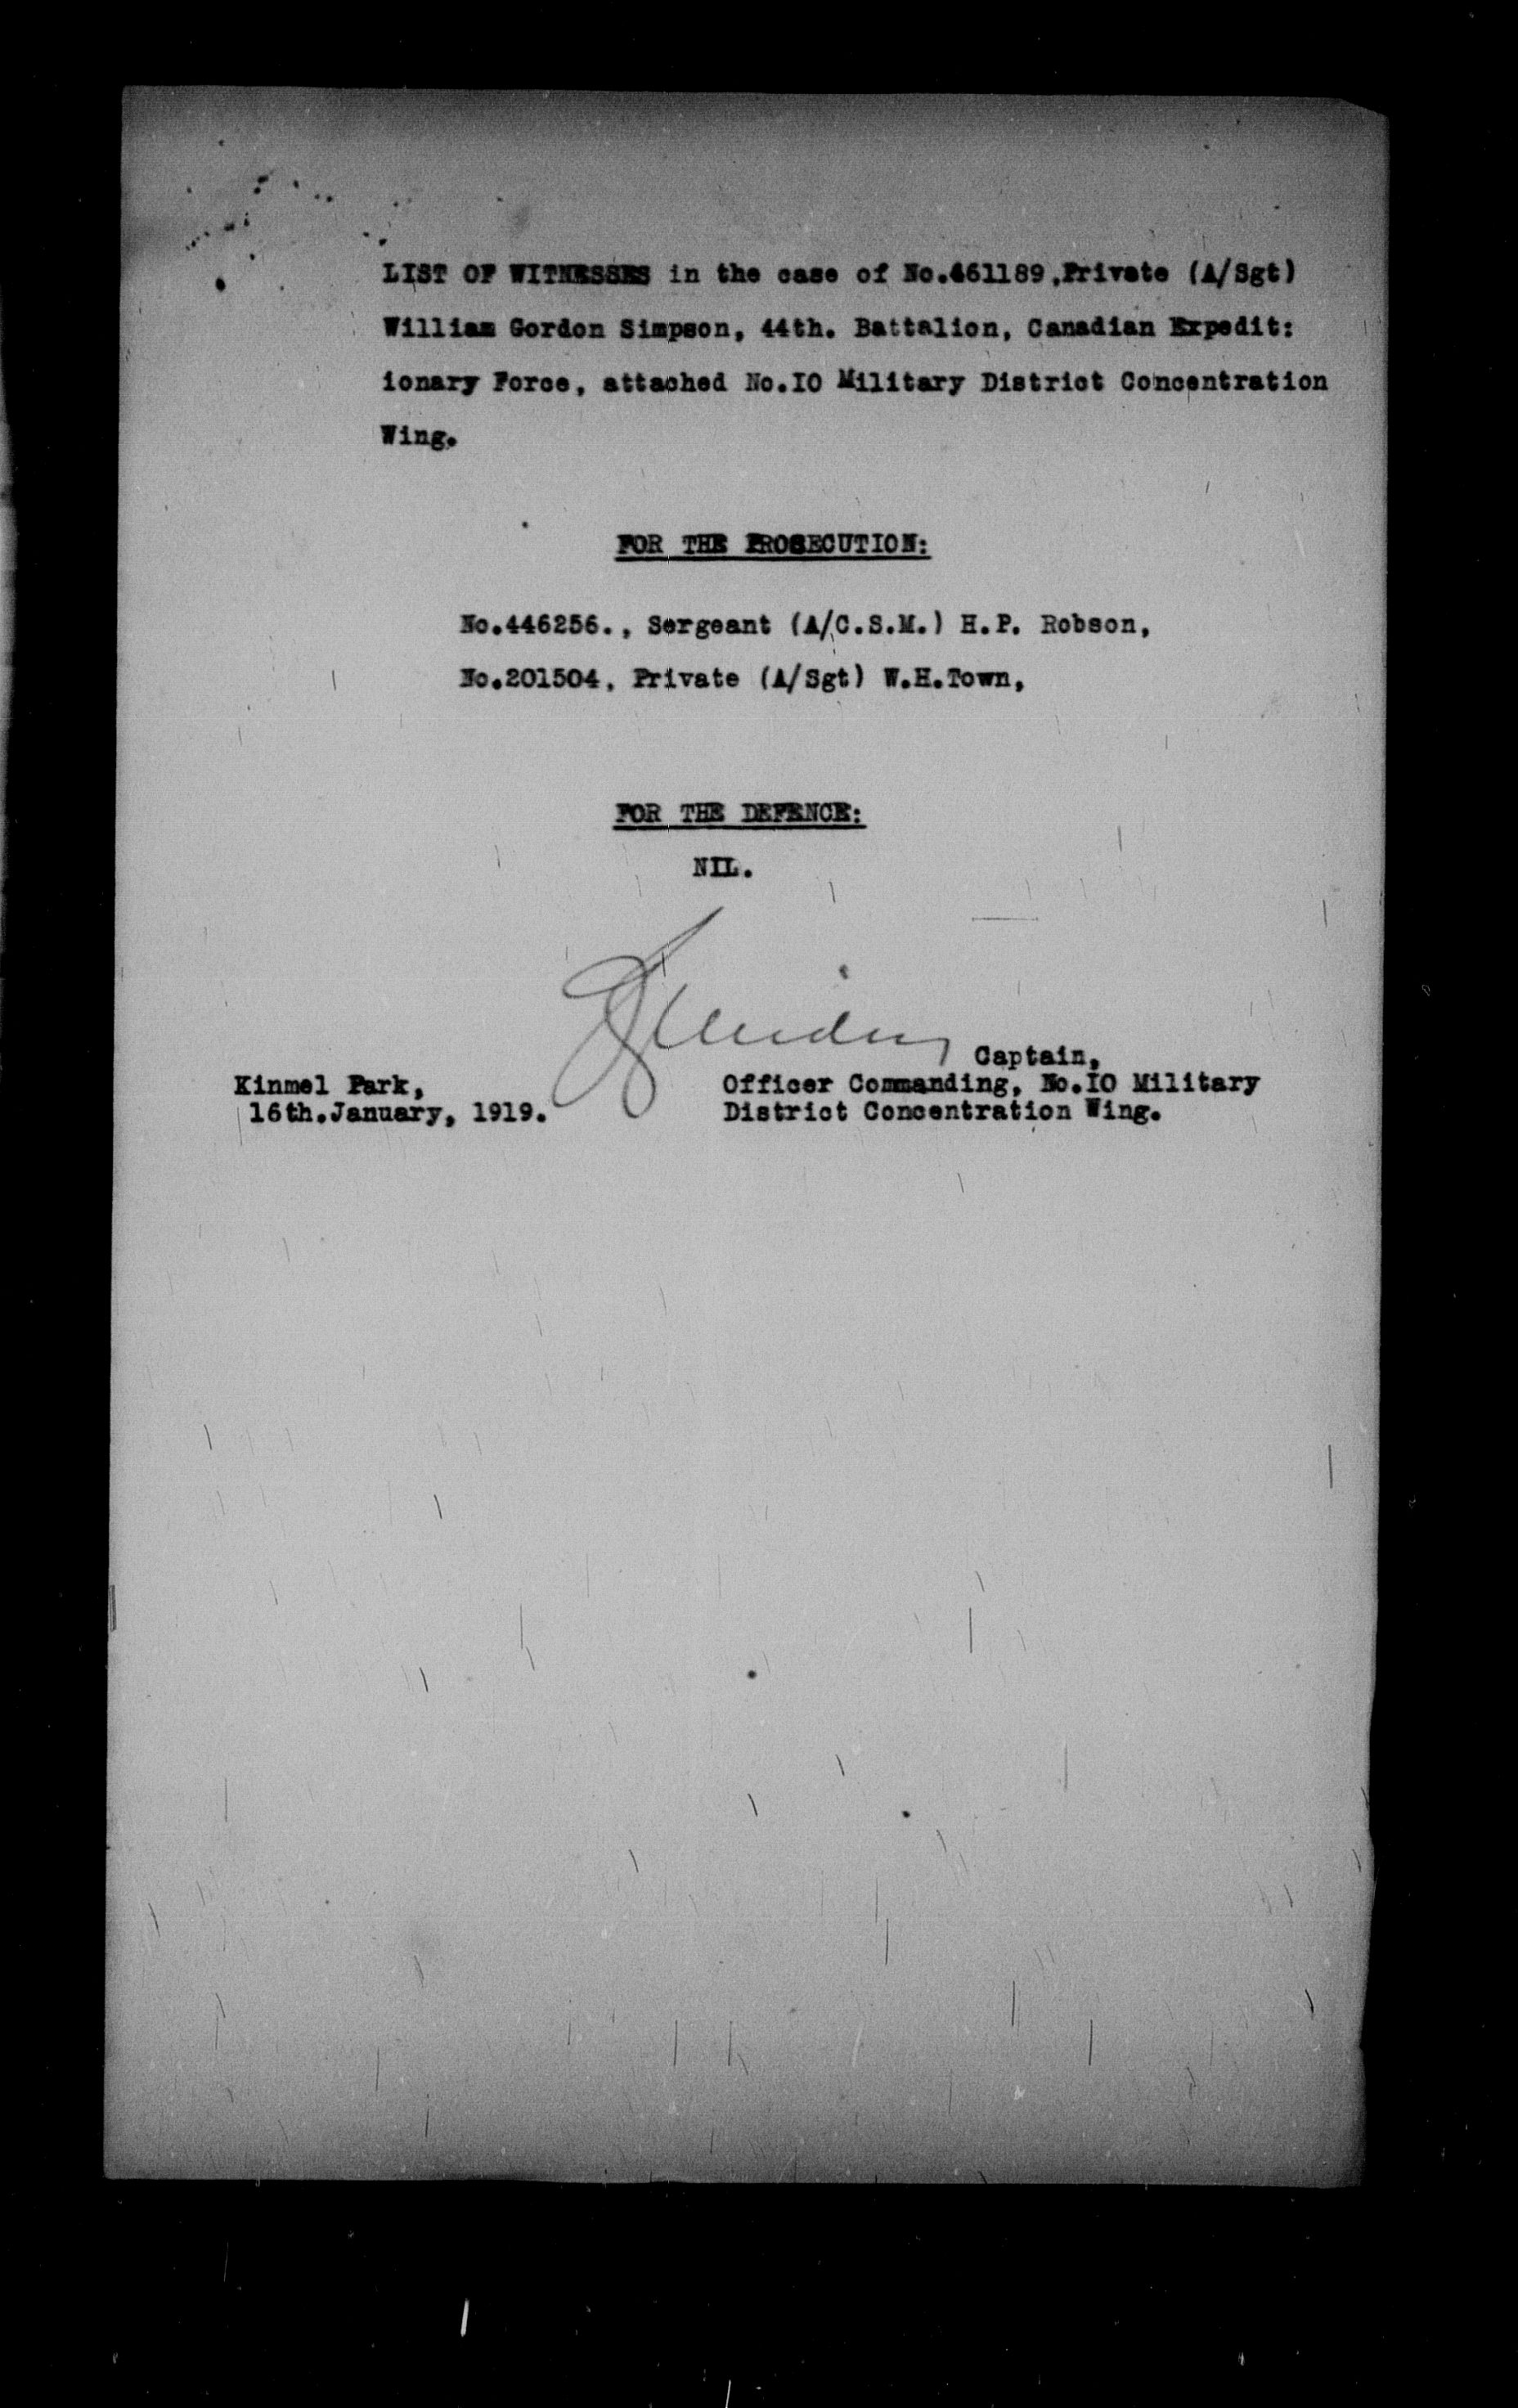 LIST OF WITNESSES in the case of No.461189,Private (A/Sgt)
William Gordon Simpson, 44th. Battalion, Canadian Expedit:
ionary Force, attached No.I0 Military District Concentration
Wing.
FOR THE PROSECUTION:
No.446256., Sergeant (A/C.S.M.) H.P. Robson,
No.201504, Private (A/Sgt) W.H.Town,
FOR THE DEFENCE:
NIL.
Captain,
Kinmel Park,
16th.January, 1919.
Officer Commanding, No.I0 Military
District Concentration Wing.